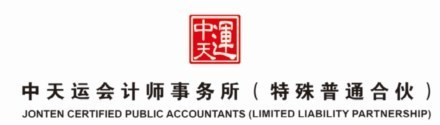 中天運
中天运会计师事务所（特殊普通合伙）
JONTEN CERTIFIED PUBLIC ACCOUNTANTS (LIMITED LIABILITY PARTNERSHIP)